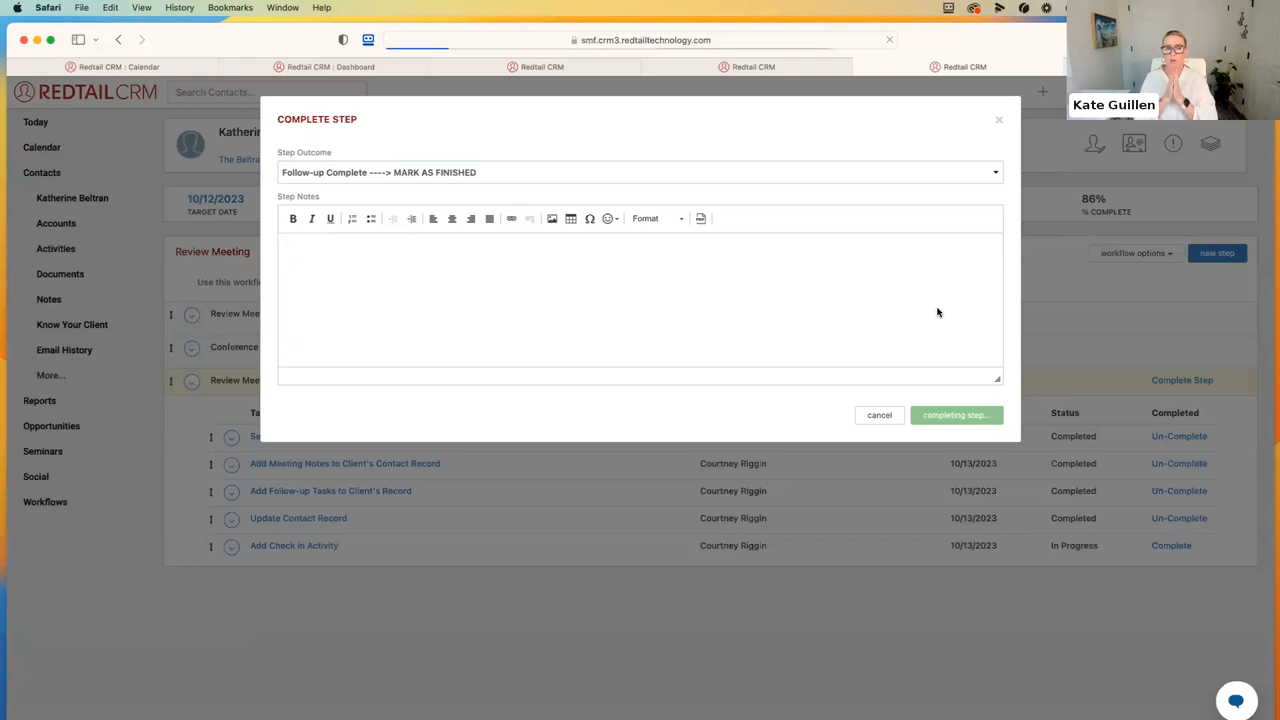 Safari File Edit View History Bookmarks Window Help
smf.crm3.redtailtechnology.com
Redtail CRM : Calendar
Redtail CRM : Dashboard
Redtail CRM
Redtail CRM
Redtail CRM
Kate Guillen
REDTAILCRM
Search Contacts...
Today
Calendar
Contacts
Katherine Beltran
Accounts
Activities
Documents
Notes
Know Your Client
Email History
More...
Reports
Opportunities
Seminars
Social
Workflows
The Beltra
10/12/2023
TARGET DATE
86%
% COMPLETE
Review Meeting
workflow options
new step
Use this
Review
Conference
Review
Complete Step
COMPLETE STEP
Step Outcome
Follow-up Complete ----> MARK AS FINISHED
Step Notes
B I U Format
cancel
completing step...
Status Completed
Completed Un-Complete
Add Meeting Notes to Client's Contact Record Courtney Riggin 10/13/2023 Completed Un-Complete
Add Follow-up Tasks to Client's Record Courtney Riggin 10/13/2023 Completed Un-Complete
Update Contact Record Courtney Riggin 10/13/2023 Completed Un-Complete
Add Check in Activity Courtney Riggin 10/13/2023 In Progress Complete